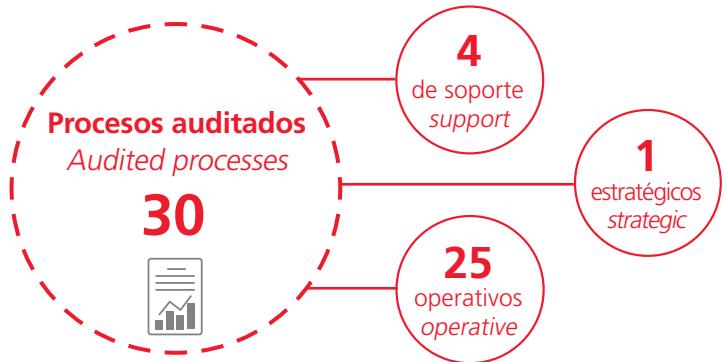 Procesos auditados
Audited processes
30
4
de soporte
support
1
estratégicos
strategic
25
operativos
operative